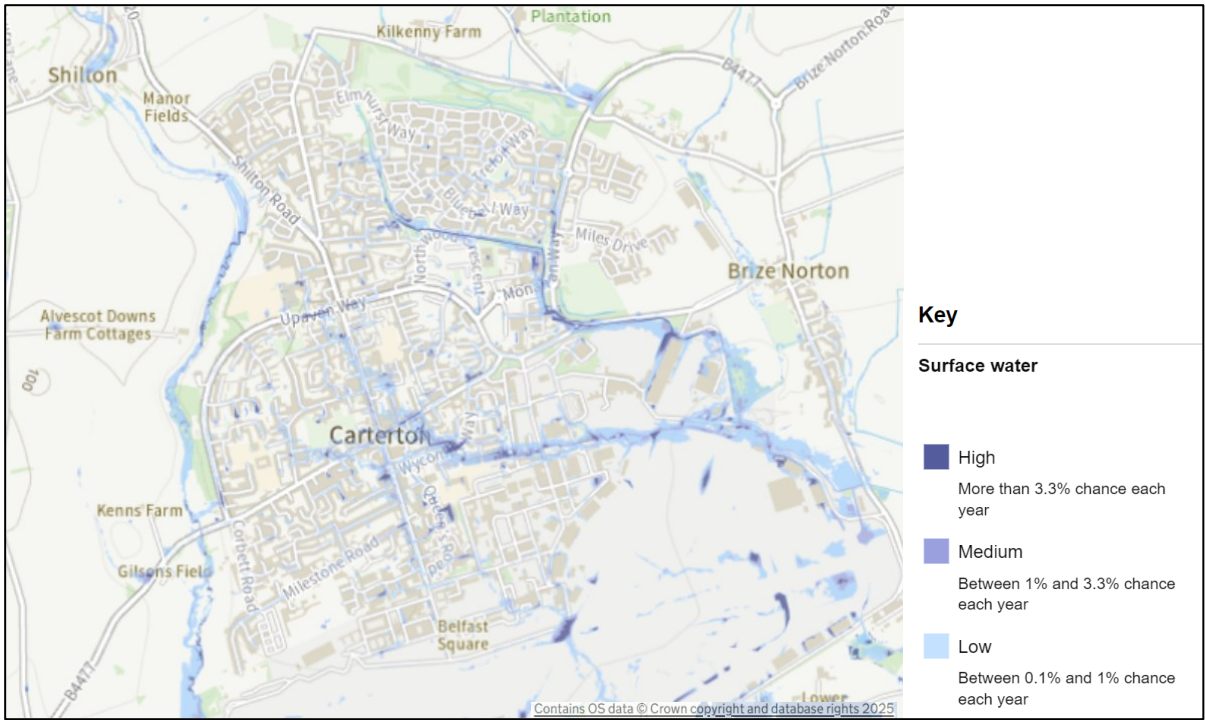 Plantation
Kilkenny Farm
B4477
Brize Norton Road
Shilton
Manor
Fields
Elmhurst Way
Shilton Road
Way
Northwood Crescent
Miles Drive
Brize Norton
Upaven Way
Alvescot Downs
Farm Cottages
100
Carterton
Way
Kenns Farm
Gilsons Field
Corbett Road
Milestone Road
Queen's Road
B4477
Belfast
Square
Lower
Contains OS data © Crown copyright and database rights 2025
Key
Surface water
High
More than 3.3% chance each
year
Medium
Between 1% and 3.3% chance
each year
Low
Between 0.1% and 1% chance
each year